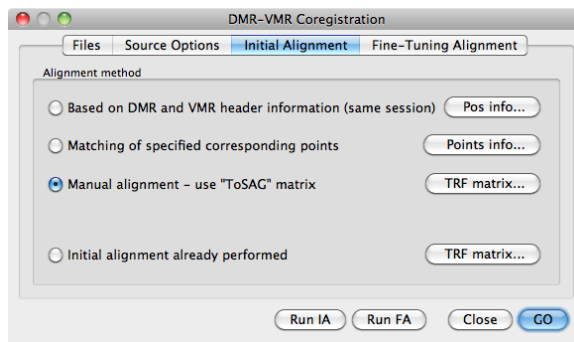 DMR-VMR Coregistration
Files Source Options Initial Alignment Fine-Tuning Alignment
Alignment method
Based on DMR and VMR header information (same session) Pos info...
Matching of specified corresponding points Points info...
Manual alignment - use "ToSAG" matrix TRF matrix...
Initial alignment already performed TRF matrix...
Run IA Run FA Close GO